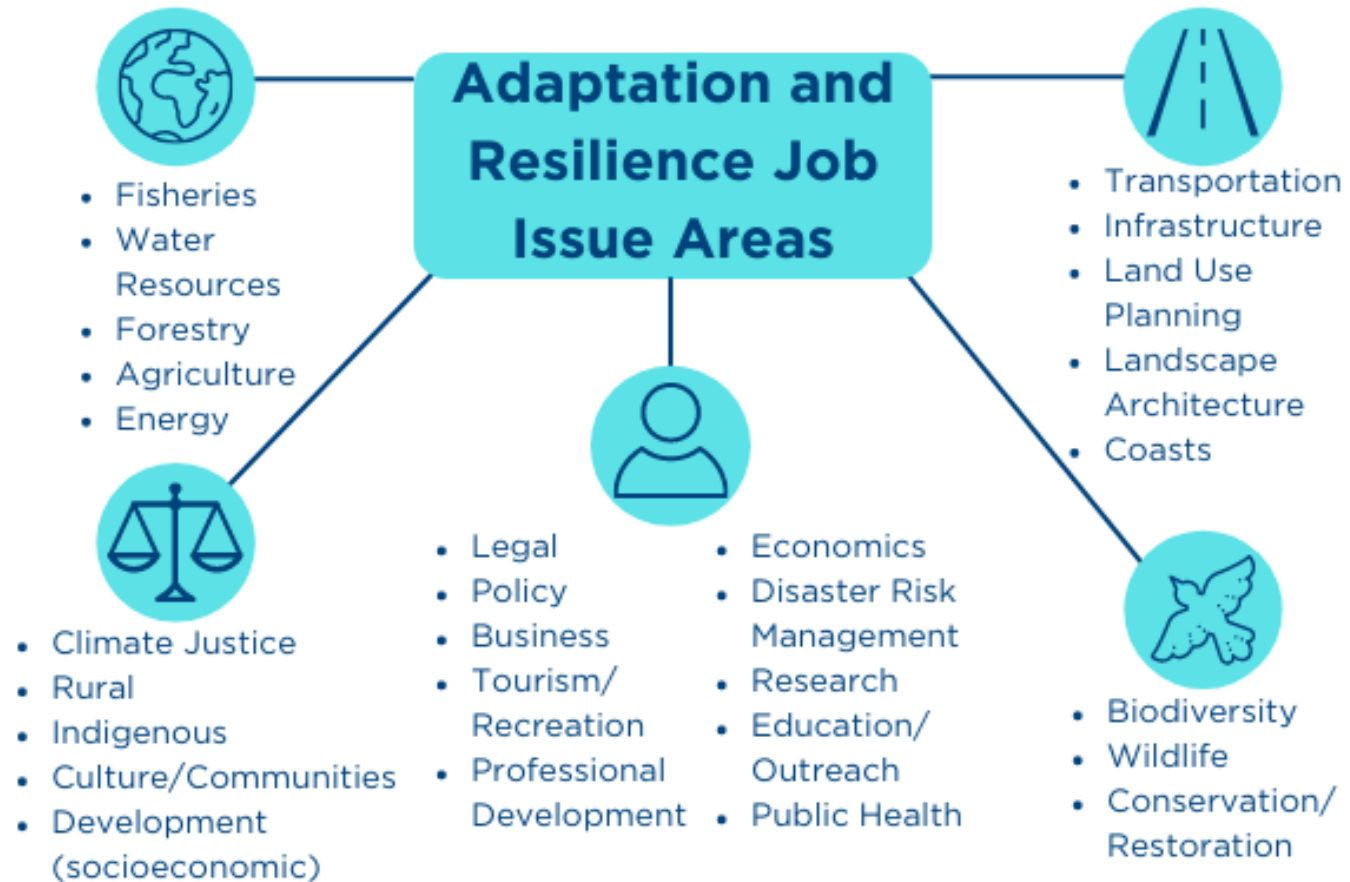 Adaptation and
Resilience Job
Issue Areas
• Fisheries
• Water
Resources
• Forestry
• Agriculture
• Energy
• Transportation
• Infrastructure
• Land Use
Planning
• Landscape
Architecture
• Coasts
• Climate Justice
• Rural
• Indigenous
• Culture/Communities
• Development
(socioeconomic)
• Legal
• Policy
• Business
• Tourism/
Recreation
• Professional
Development
• Economics
• Disaster Risk
Management
• Research
• Education/
Outreach
• Public Health
• Biodiversity
• Wildlife
• Conservation/
Restoration